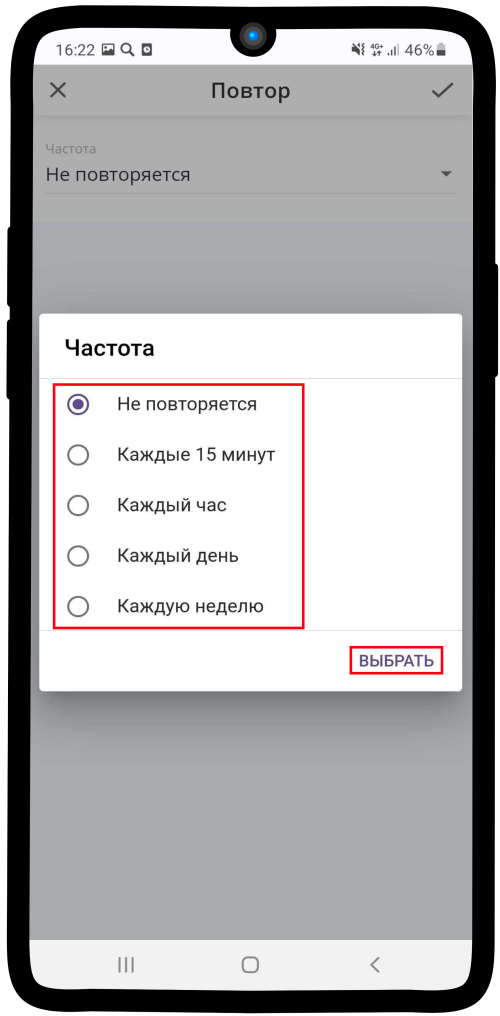 16:22 4G+ 46%
Повтор
Частота
Не повторяется
Частота
Не повторяется
Каждые 15 минут
Каждый час
Каждый день
Каждую неделю
ВЫБРАТЬ